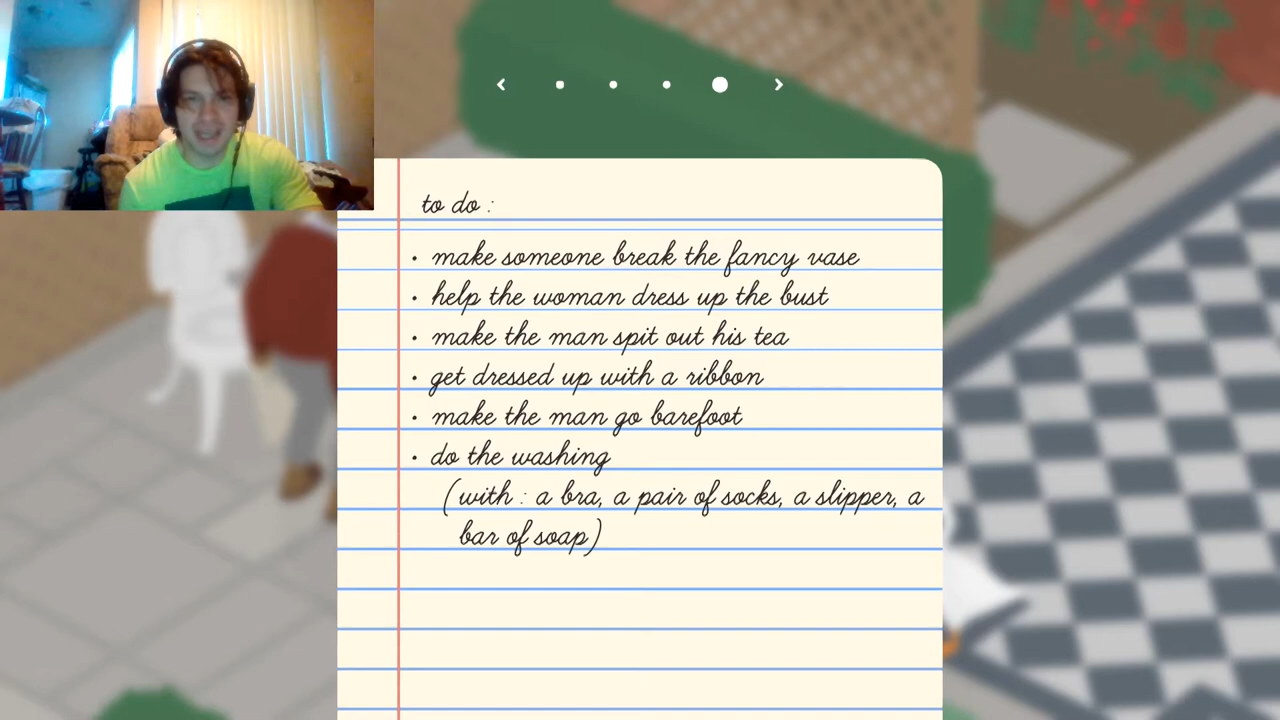 to do :
• make someone break the fancy vase
• help the woman dress up the bust
• make the man spit out his tea
• get dressed up with a ribbon
• make the man go barefoot
• do the washing
(with : a bra, a pair of socks, a slipper, a
bar of soap)